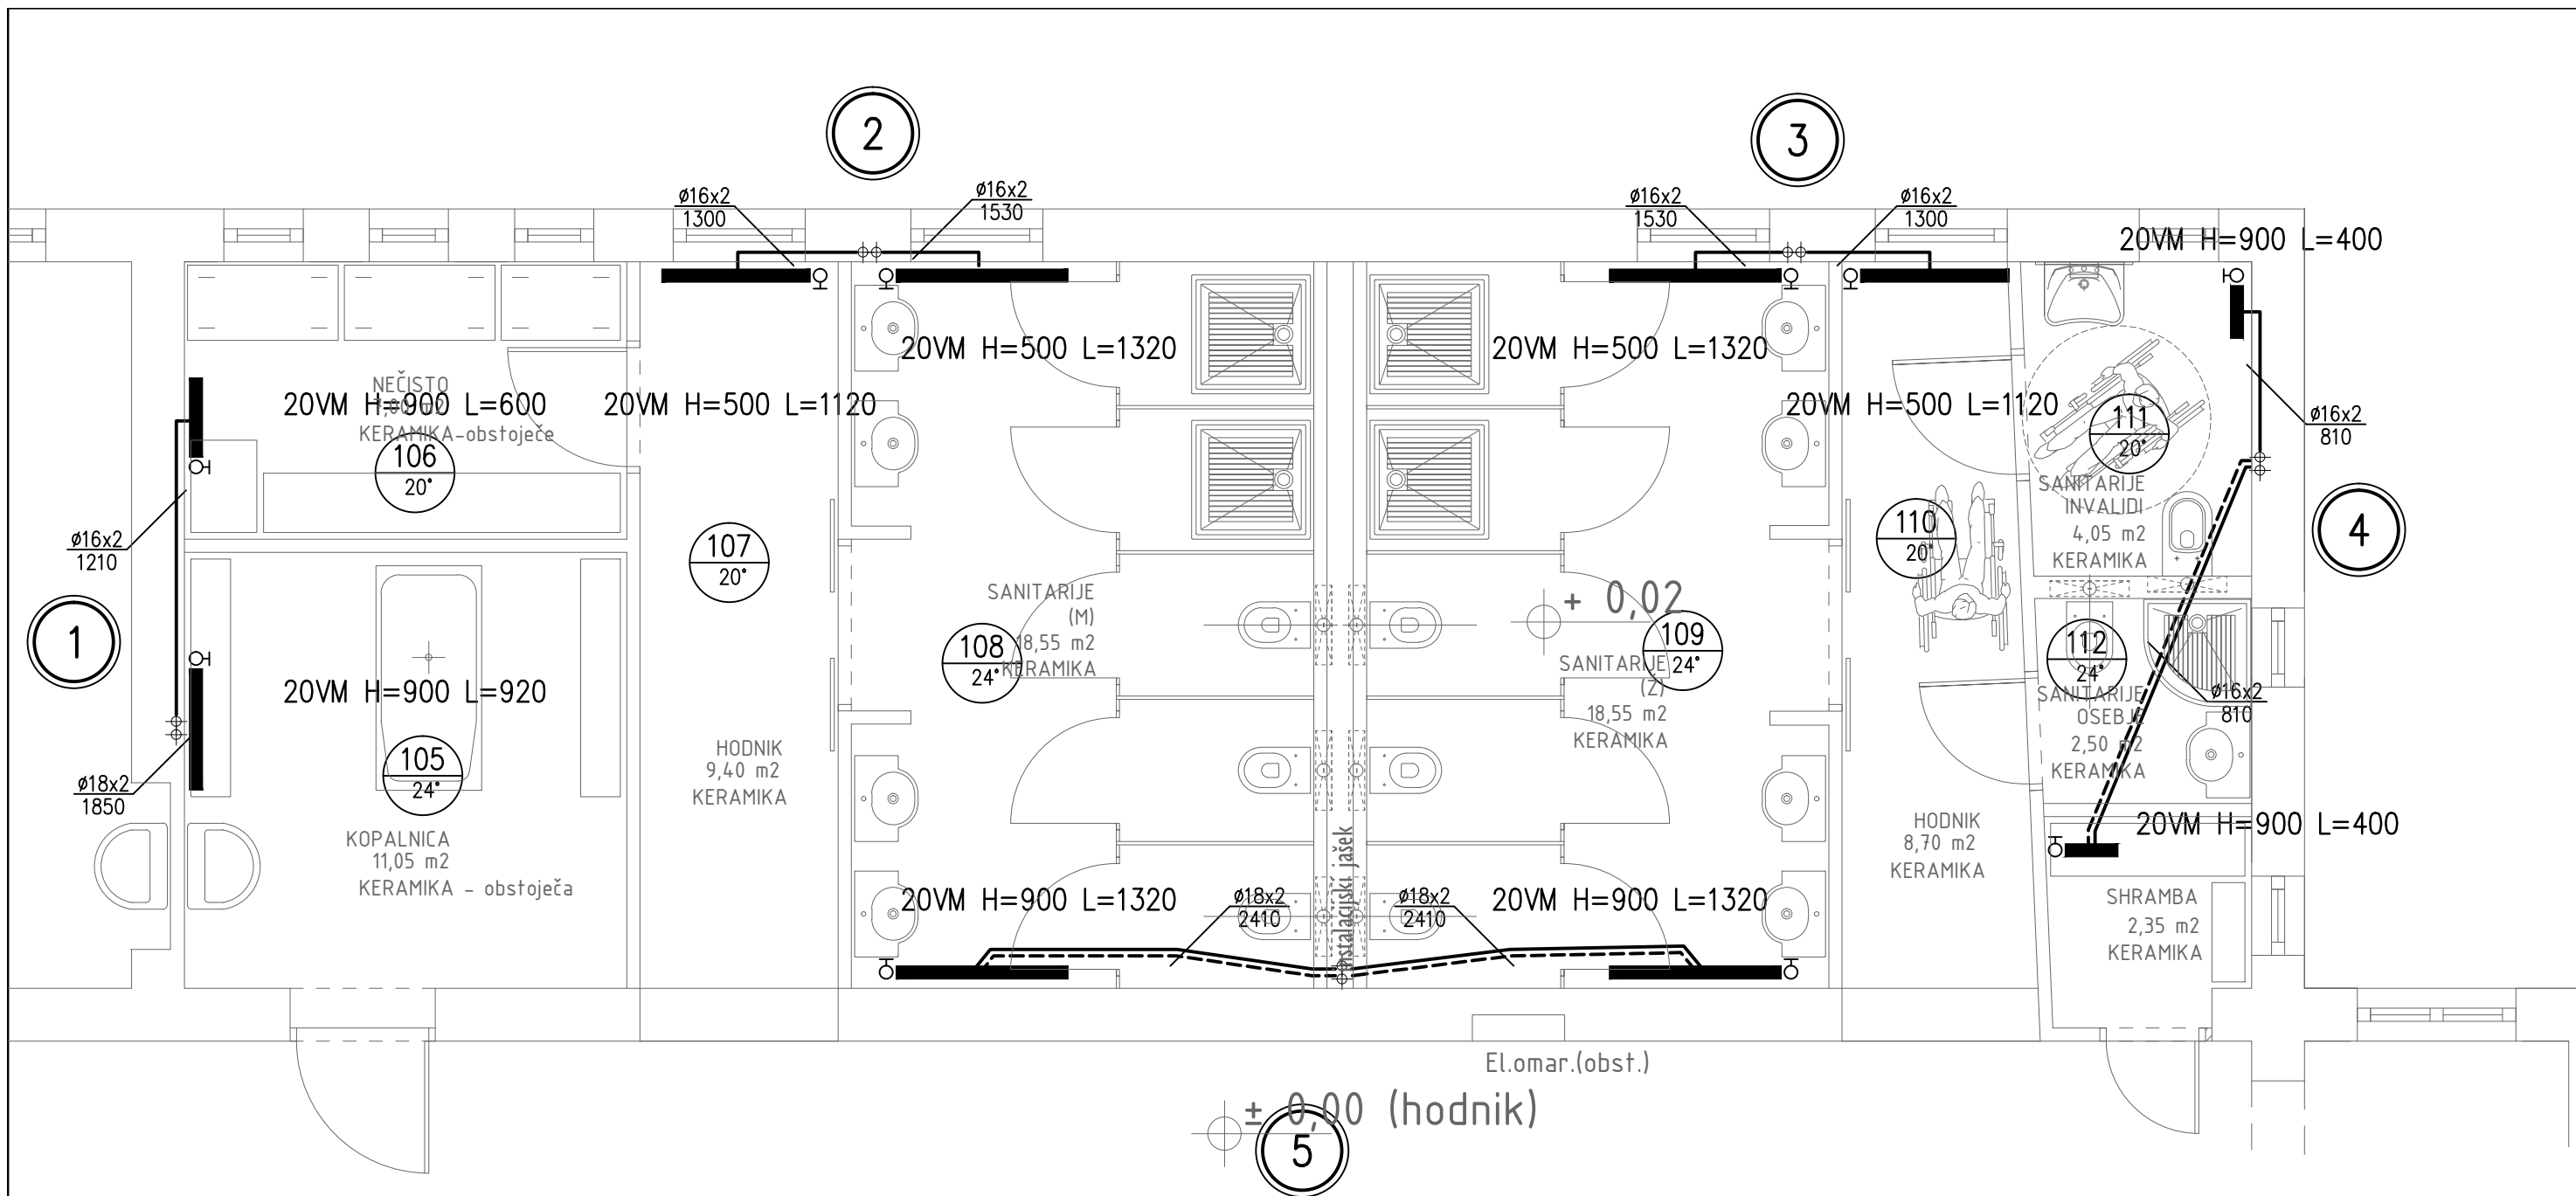 2
3
ø16x2
1300
ø16x2
1530
ø16x2
1530
ø16x2
1300
20VM H=900 L=400
20VM H=500 L=1320
20VM H=500 L=1320
NEČISTO
7,00 m2
KERAMIKA-obstoječe
20VM H=900 L=600
20VM H=500 L=1120
20VM H=500 L=1120
106
20°
111
20°
ø16x2
810
SANITARIJE
INVALIDI
4,05 m2
KERAMIKA
ø16x2
1210
107
20°
110
20°
4
1
SANITARIJE
(M)
18,55 m2
KERAMIKA
108
24°
+ 0,02
109
24°
SANITARIJE
(Ž)
18,55 m2
KERAMIKA
112
24°
SANITARIJE
OSEBJE
2,50 m2
KERAMIKA
ø16x2
810
20VM H=900 L=920
105
24°
ø18x2
1850
HODNIK
9,40 m2
KERAMIKA
KOPALNICA
11,05 m2
KERAMIKA - obstoječa
HODNIK
8,70 m2
KERAMIKA
20VM H=900 L=400
20VM H=900 L=1320
ø18x2
2410
Instalacijski jašek
ø18x2
2410
20VM H=900 L=1320
SHRAMBA
2,35 m2
KERAMIKA
El.omar.(obst.)
± 0,00 (hodnik)
5